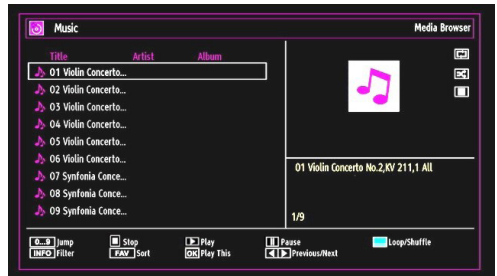 Music
Media Browser
Title Artist Album
01 Violin Concerto...
02 Violin Concerto...
03 Violin Concerto...
04 Violin Concerto...
05 Violin Concerto...
06 Violin Concerto...
07 Synfonia Conce...
08 Synfonia Conce...
09 Synfonia Conce...
01 Violin Concerto No.2,KV 211,1 All
1/9
0...9 Jump Stop Play Pause Loop/Shuffle
INFO Filter FAV Sort OK Play This Previous/Next